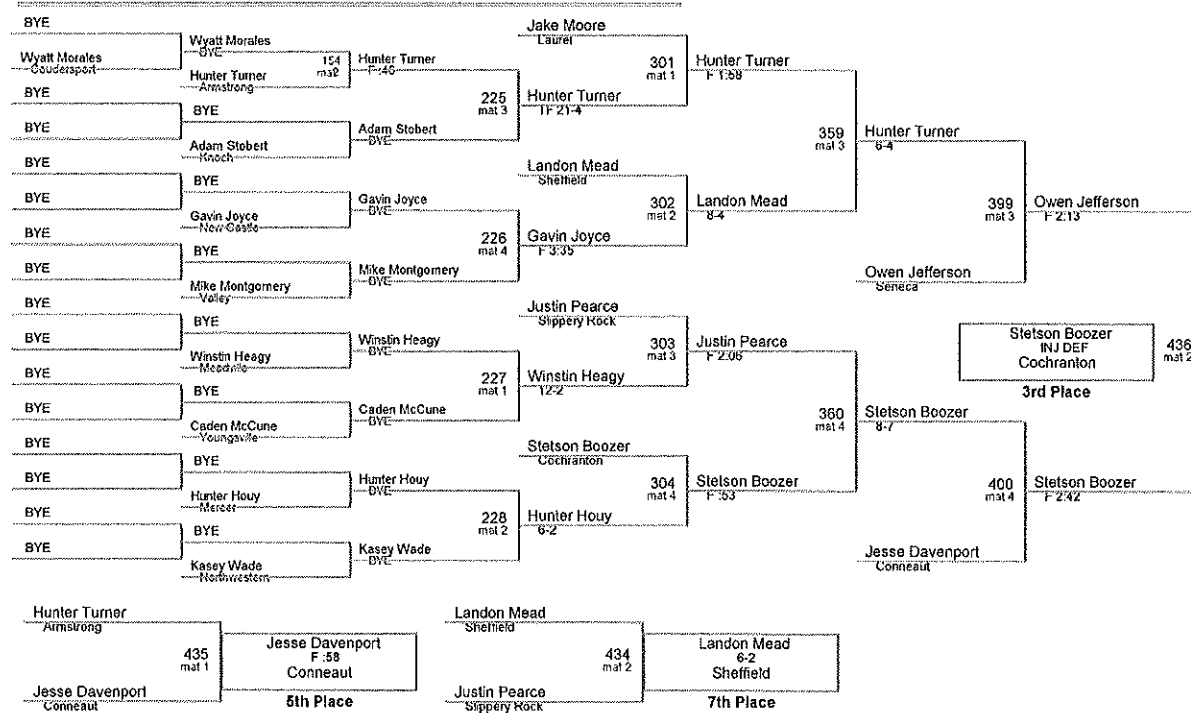 BYE
Wyatt Morales
Coudersport
BYE
BYE
BYE
BYE
BYE
BYE
BYE
BYE
BYE
BYE
BYE
BYE
BYE
BYE
Wyatt Morales
BYE
Hunter Turner
Armstrong
BYE
Adam Stobert
Knoch
BYE
Gavin Joyce
New Castle
BYE
Mike Montgomery
Valley
BYE
Winstin Heagy
Meadville
BYE
Caden McCune
Youngsville
BYE
Hunter Houy
Mercer
BYE
Kasey Wade
Northwestern
mat 2
Hunter Turner
F :46
Adam Stobert
BYE
Gavin Joyce
BYE
Mike Montgomery
BYE
Winstin Heagy
BYE
Caden McCune
BYE
Hunter Houy
BYE
Kasey Wade
BYE
225
mat 3
226
mat 4
227
mat 1
228
mat 2
Jake Moore
Laurel
Hunter Turner
TF 21-4
Landon Mead
Sheffield
Gavin Joyce
F 3:35
Justin Pearce
Slippery Rock
Winstin Heagy
12-2
Stetson Boozer
Cochranton
Hunter Houy
6-2
301
mat 1
302
mat 2
303
mat 3
304
mat 4
Hunter Turner
F 1:58
Landon Mead
8-4
Justin Pearce
F 2:06
Stetson Boozer
F :53
359
mat 3
360
mat 4
Hunter Turner
6-4
Owen Jefferson
Seneca
Stetson Boozer
8-7
Jesse Davenport
Conneaut
399
mat 3
400
mat 4
Owen Jefferson
F 2:13
Stetson Boozer
F 2:42
Stetson Boozer
INJ DEF
Cochranton
3rd Place
436
mat 2
Hunter Turner
Armstrong
Jesse Davenport
Conneaut
435
mat 1
Jesse Davenport
F :58
Conneaut
5th Place
Landon Mead
Sheffield
Justin Pearce
Slippery Rock
434
mat 2
Landon Mead
6-2
Sheffield
7th Place